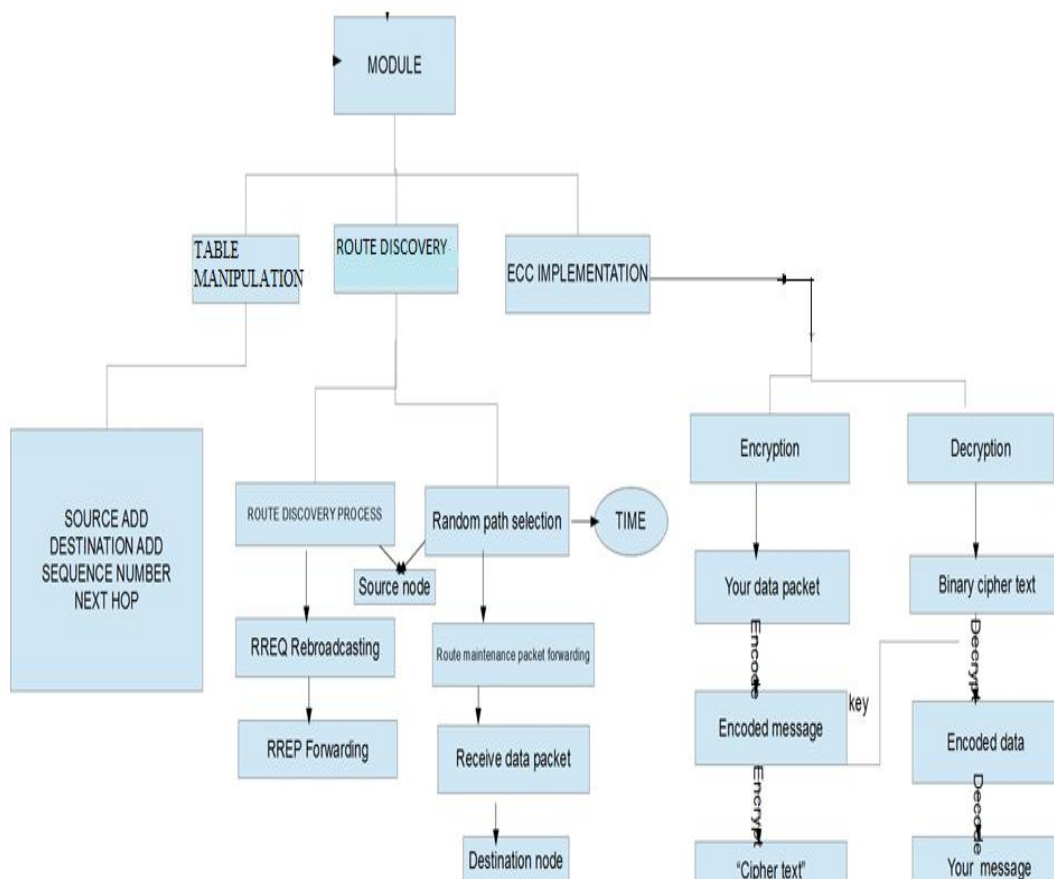 MODULE
TABLE
MANIPULATION
ROUTE DISCOVERY
ECC IMPLEMENTATION
SOURCE ADD
DESTINATION ADD
SEQUENCE NUMBER
NEXT HOP
ROUTE DISCOVERY PROCESS
Random path selection
TIME
Source node
RREQ Rebroadcasting
Route maintenance packet forwarding
RREP Forwarding
Receive data packet
Destination node
Encryption
Decryption
Your data packet
Binary cipher text
Encode
Decrypt
key
Encoded message
Encoded data
Encrypt
Decode
"Cipher text"
Your message